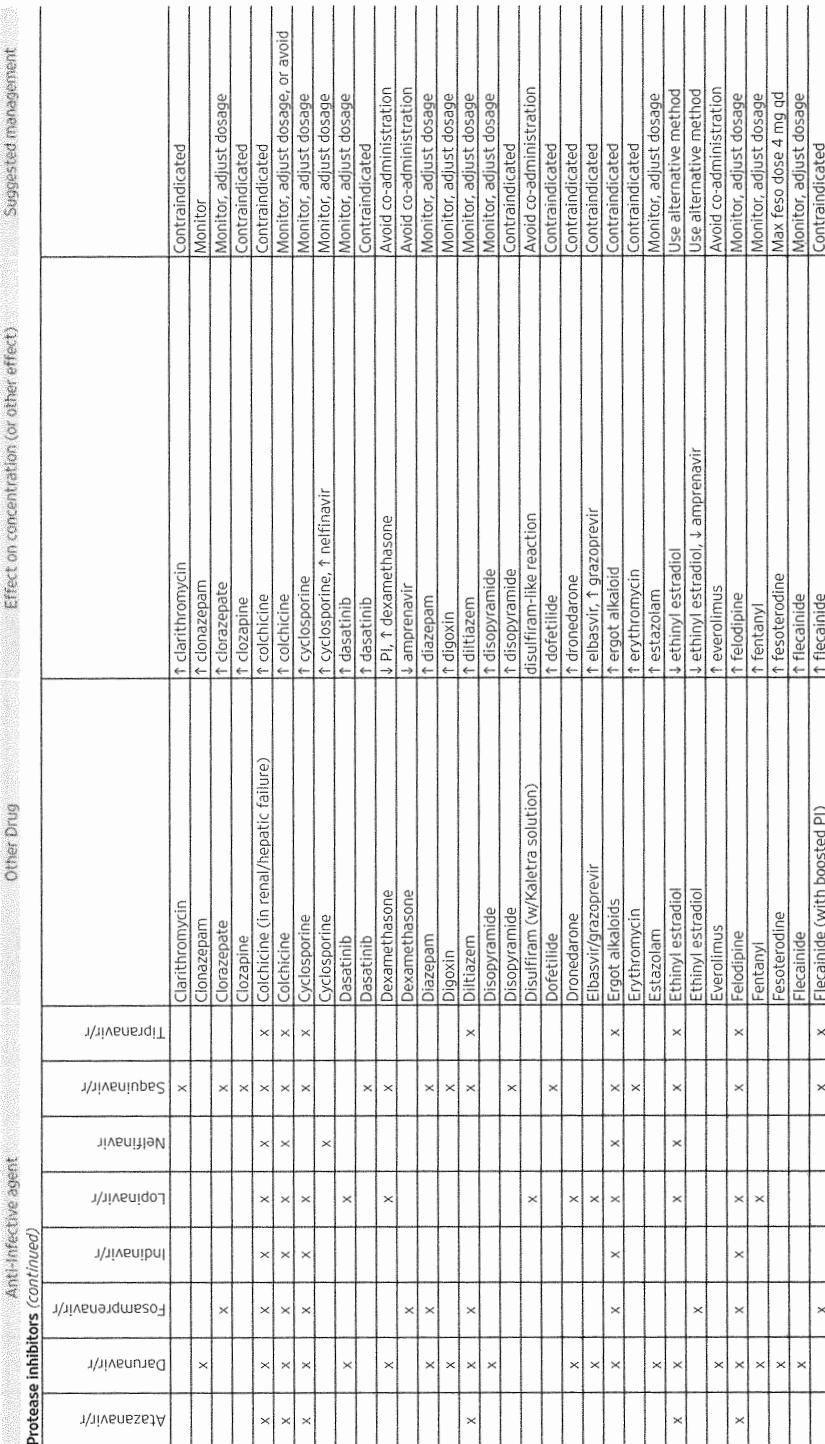 Anti-Infective agent Other Drug Effect on concentration (or other effect) Suggested management
Protease inhibitors (continued)
Atazanavir/r Darunavir/r Fosamprenavir/r Indinavir/r Lopinavir/r Nelfinavir Saquinavir/r Tipranavir/r
x Clarithromycin ↑ clarithromycin Contraindicated
x Clonazepam ↑ clonazepam Monitor
x x Clorazepate ↑ clorazepate Monitor, adjust dosage
x Clozapine ↑ clozapine Contraindicated
x x x x x x x x Colchicine (in renal/hepatic failure) ↑ colchicine Contraindicated
x x x x x x x x Colchicine ↑ colchicine Monitor, adjust dosage, or avoid
x x x x x x x Cyclosporine ↑ cyclosporine Monitor, adjust dosage
x Cyclosporine ↑ cyclosporine, ↑ nelfinavir Monitor, adjust dosage
x x Dasatinib ↑ dasatinib Monitor, adjust dosage
x Dasatinib ↑ dasatinib Contraindicated
x x x Dexamethasone ↓ PI, ↑ dexamethasone Avoid co-administration
x Dexamethasone ↓ amprenavir Avoid co-administration
x x x Diazepam ↑ diazepam Monitor, adjust dosage
x x Digoxin ↑ digoxin Monitor, adjust dosage
x x x x x Diltiazem ↑ diltiazem Monitor, adjust dosage
x Disopyramide ↑ disopyramide Monitor, adjust dosage
x Disopyramide ↑ disopyramide Contraindicated
x Disulfiram (w/Kaletra solution) disulfiram-like reaction Avoid co-administration
x Dofetilide ↑ dofetilide Contraindicated
x x Dronedarone ↑ dronedarone Contraindicated
x x Elbasvir/grazoprevir ↑ elbasvir, ↑ grazoprevir Contraindicated
x x x x x x x Ergot alkaloids ↑ ergot alkaloid Contraindicated
x Erythromycin ↑ erythromycin Contraindicated
x Estazolam ↑ estazolam Monitor, adjust dosage
x x x x x x Ethinyl estradiol ↓ ethinyl estradiol Use alternative method
x Ethinyl estradiol ↓ ethinyl estradiol, ↓ amprenavir Use alternative method
x Everolimus ↑ everolimus Avoid co-administration
x x x x x x x Felodipine ↑ felodipine Monitor, adjust dosage
x x Fentanyl ↑ fentanyl Monitor, adjust dosage
x Fesoterodine ↑ fesoterodine Max feso dose 4 mg qd
x Flecainide ↑ flecainide Monitor, adjust dosage
x x x Flecainide (with boosted PI) ↑ flecainide Contraindicated